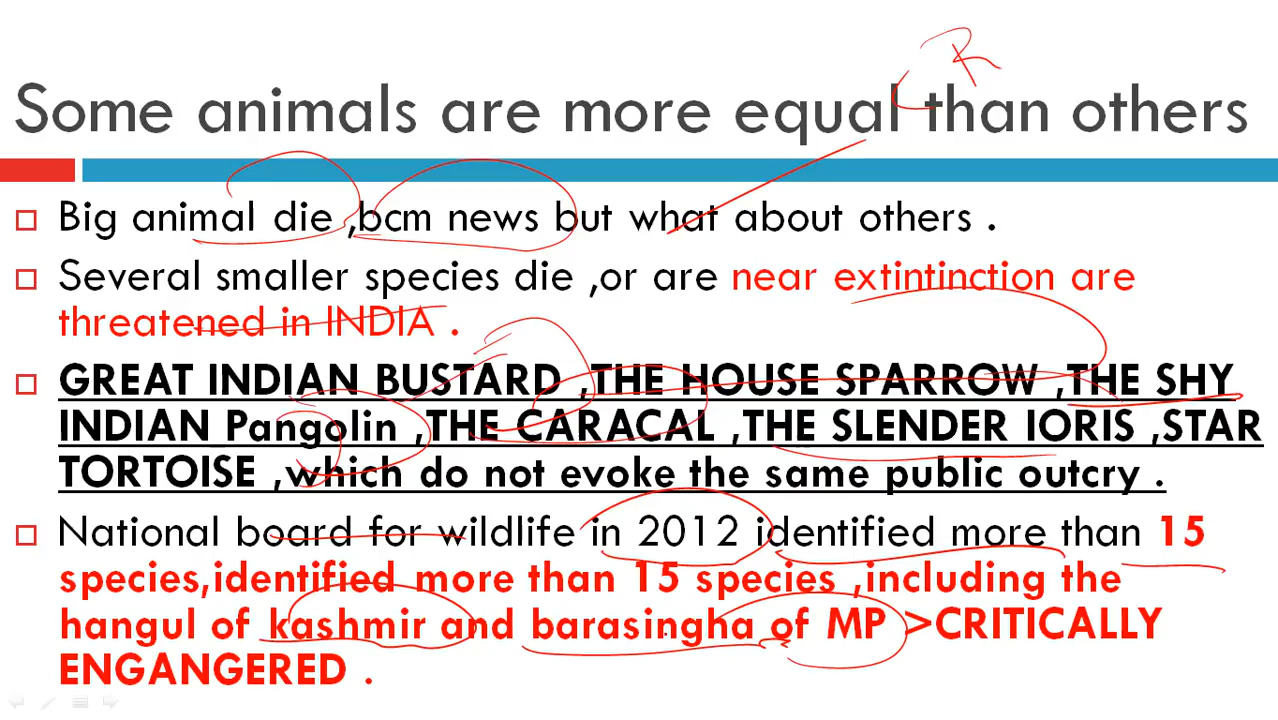 Some animals are more equal than others
R
Big animal die ,bcm news but what about others .
Several smaller species die ,or are near extintinction are
threatened in INDIA .
GREAT INDIAN BUSTARD ,THE HOUSE SPARROW ,THE SHY
INDIAN Pangolin ,THE CARACAL ,THE SLENDER IORIS ,STAR
TORTOISE ,which do not evoke the same public outcry .
National board for wildlife in 2012 identified more than 15
species,identified more than 15 species ,including the
hangul of kashmir and barasingha of MP >CRITICALLY
ENGANGERED .